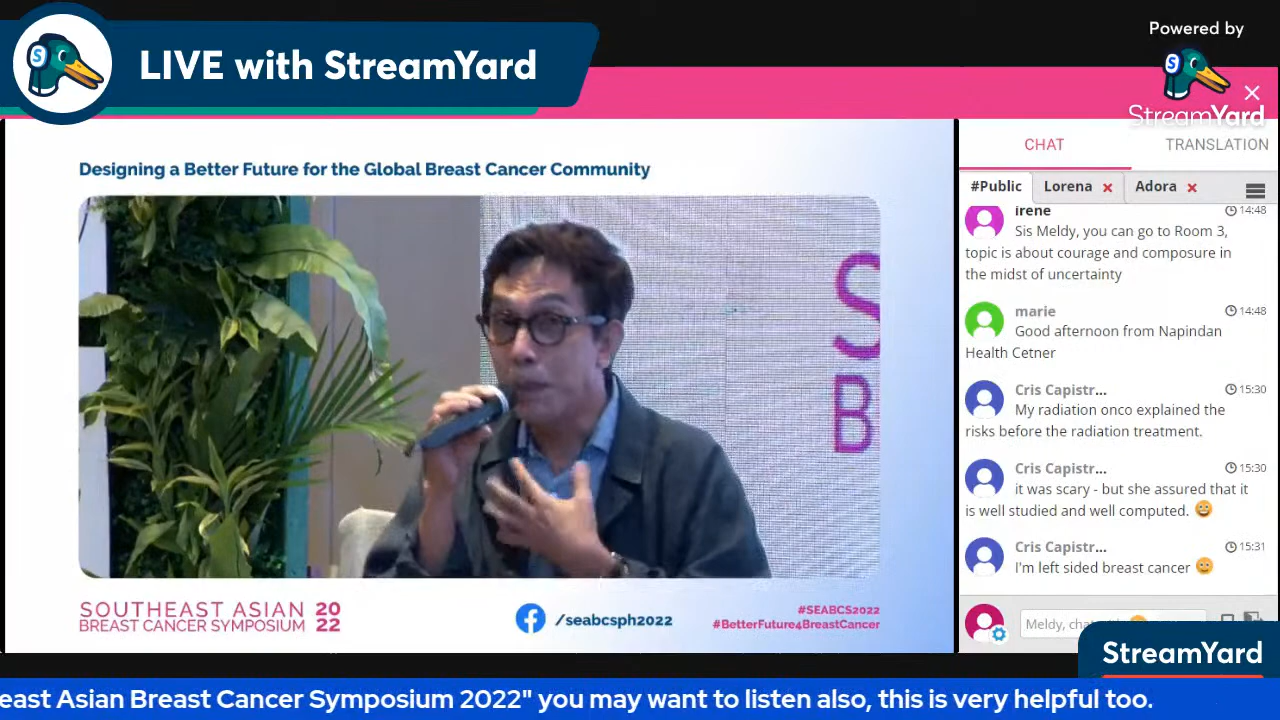 LIVE with StreamYard
Powered by
StreamYard
Designing a Better Future for the Global Breast Cancer Community
S
B
SOUTHEAST ASIAN 20
BREAST CANCER SYMPOSIUM 22
/seabcsph2022
#SEABCS2022
#BetterFuture4BreastCancer
CHAT
TRANSLATION
#Public
Lorena
Adora
irene
14:48
Sis Meldy, you can go to Room 3,
topic is about courage and composure in
the midst of uncertainty
marie
14:48
Good afternoon from Napindan
Health Cetner
Cris Capistr...
15:30
My radiation onco explained the
risks before the radiation treatment.
Cris Capistr...
15:30
it was scary - but she assured that it
is well studied and well computed.
Cris Capistr...
15:31
I'm left sided breast cancer
Meldy,
StreamYard
east Asian Breast Cancer Symposium 2022" you may want to listen also, this is very helpful too.